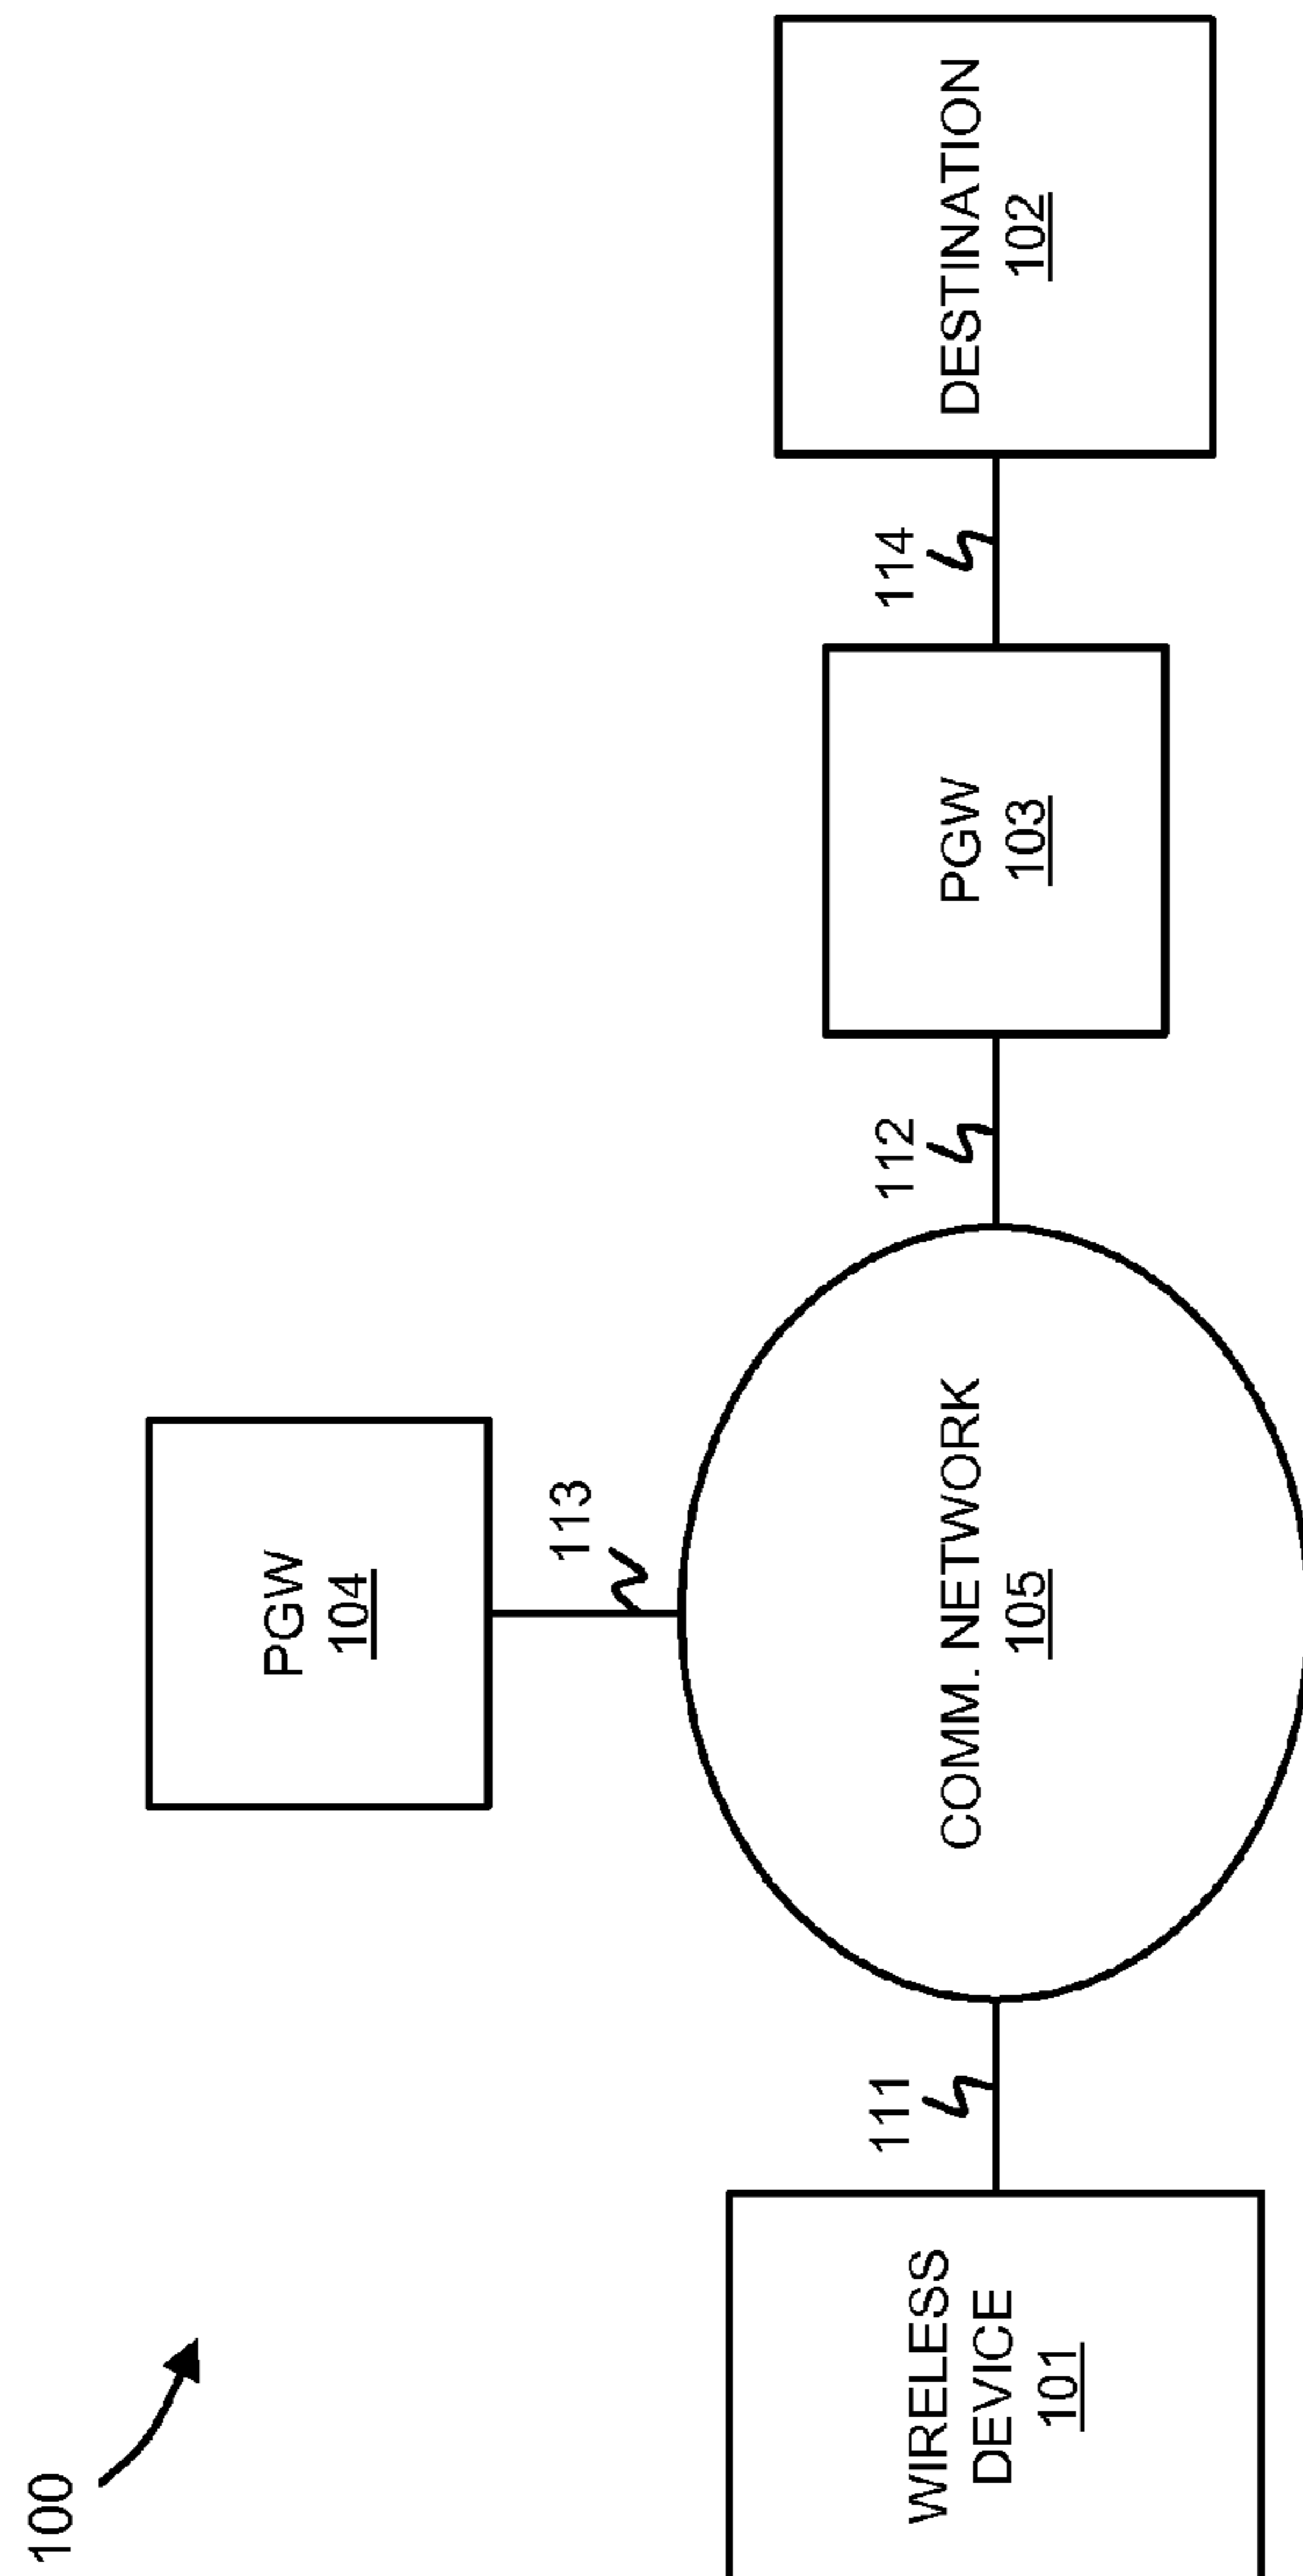 100
PGW
104
113
WIRELESS
DEVICE
101
111
COMM. NETWORK
105
112
PGW
103
114
DESTINATION
102